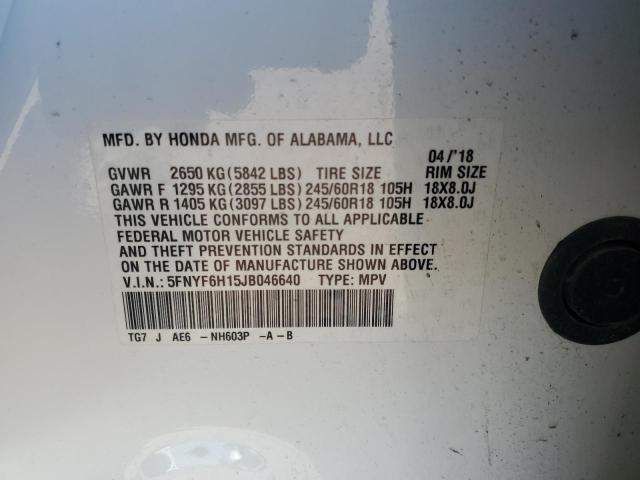 MFD. BY HONDA MFG. OF ALABAMA, LLC
04/'18
GVWR 2650 KG(5842 LBS) TIRE SIZE RIM SIZE
GAWR F 1295 KG(2855 LBS) 245/60R18 105H 18X8.0J
GAWR R 1405 KG(3097 LBS) 245/60R18 105H 18X8.0J
THIS VEHICLE CONFORMS TO ALL APPLICABLE
FEDERAL MOTOR VEHICLE SAFETY
AND THEFT PREVENTION STANDARDS IN EFFECT
ON THE DATE OF MANUFACTURE SHOWN ABOVE.
V.I.N.: 5FNYF6H15JB046640 TYPE: MPV
TG7 J AE6 -NH603P -A-B